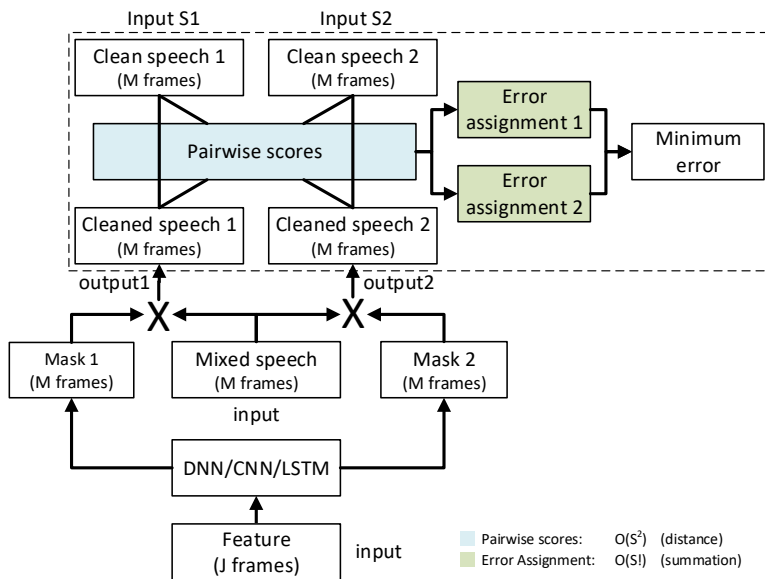 Input S1
Input S2
Clean speech 1
(M frames)
Clean speech 2
(M frames)
Error
assignment 1
Pairwise scores
Minimum
error
Error
assignment 2
Cleaned speech 1
(M frames)
Cleaned speech 2
(M frames)
output1
output2
X
X
Mask 1
(M frames)
Mixed speech
(M frames)
Mask 2
(M frames)
input
DNN/CNN/LSTM
Feature
(J frames)
input
Pairwise scores: O(S²) (distance)
Error Assignment: O(S!) (summation)